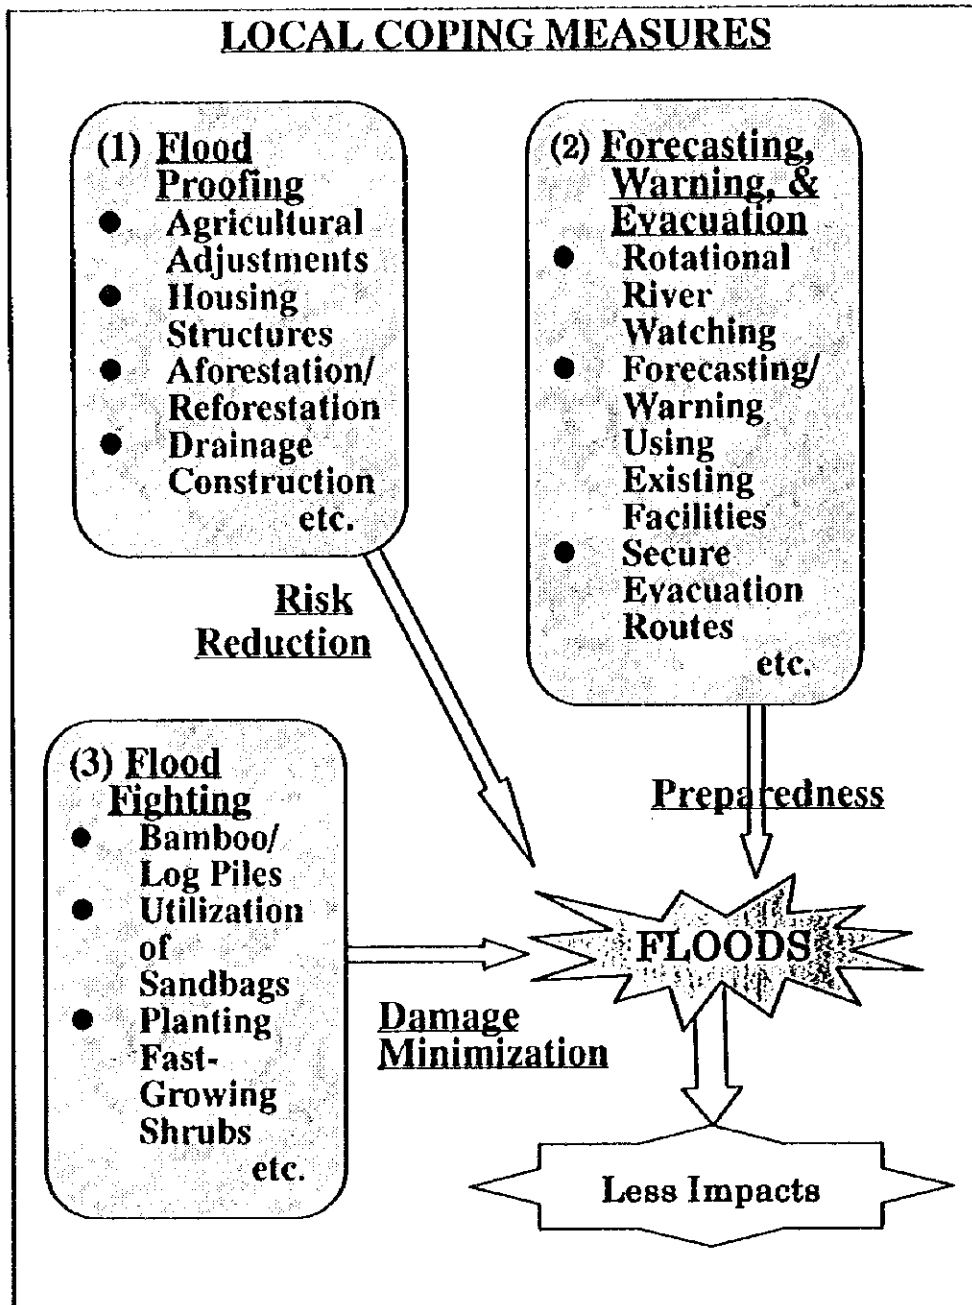 LOCAL COPING MEASURES
(1) Flood
Proofing
● Agricultural
Adjustments
● Housing
Structures
● Aforestation/
Reforestation
● Drainage
Construction
etc.
(2) Forecasting,
Warning, &
Evacuation
● Rotational
River
Watching
● Forecasting/
Warning
Using
Existing
Facilities
● Secure
Evacuation
Routes
etc.
Risk
Reduction
(3) Flood
Fighting
● Bamboo/
Log Piles
● Utilization
of
Sandbags
● Planting
Fast-
Growing
Shrubs
etc.
Preparedness
FLOODS
Damage
Minimization
Less Impacts